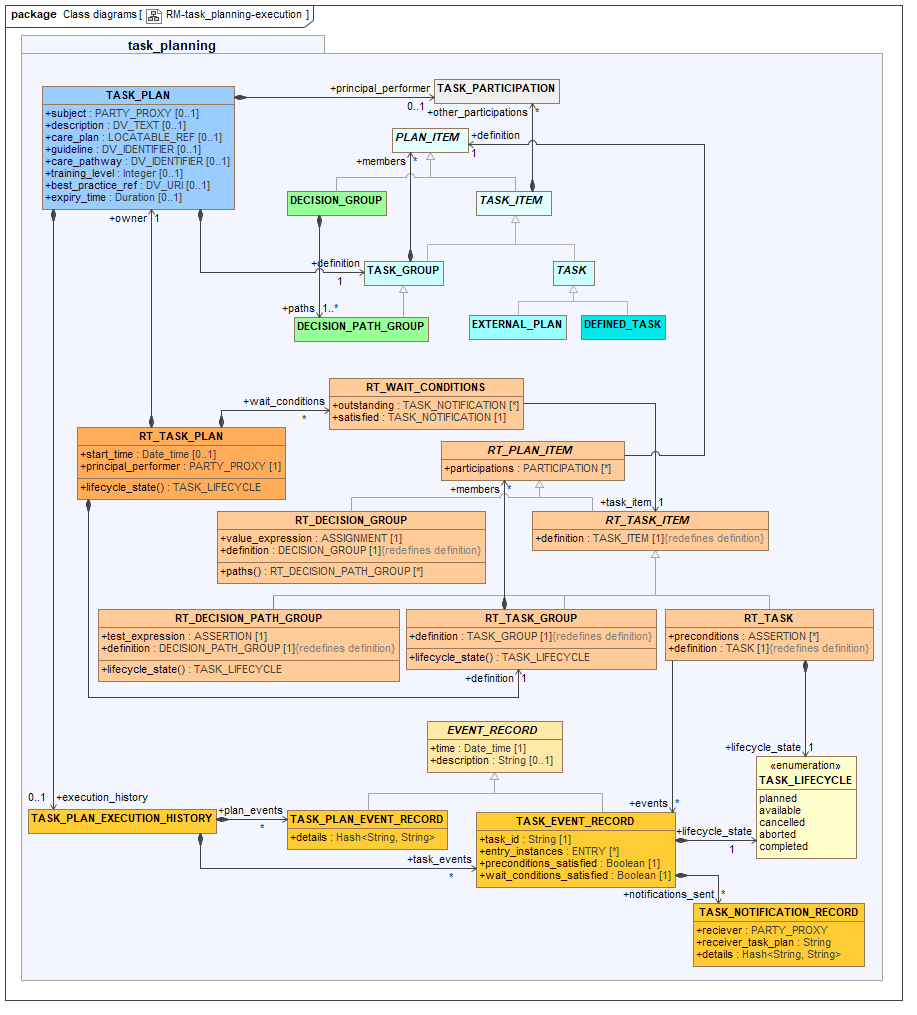 package Class diagrams [ RM-task_planning-execution ]
task_planning
TASK_PLAN
+subject : PARTY_PROXY [0..1]
+description : DV_TEXT [0..1]
+care_plan : LOCATABLE_REF [0..1]
+guideline : DV_IDENTIFIER [0..1]
+care_pathway : DV_IDENTIFIER [0..1]
+training_level : Integer [0..1]
+best_practice_ref : DV_URI [0..1]
+expiry_time : Duration [0..1]
+principal_performer
0..1
TASK_PARTICIPATION
+other_participations
*
PLAN_ITEM
+definition
1
+members
*
DECISION_GROUP
TASK_ITEM
+owner
1
+definition
1
TASK_GROUP
TASK
+paths
1..*
DECISION_PATH_GROUP
EXTERNAL_PLAN
DEFINED_TASK
RT_WAIT_CONDITIONS
+outstanding : TASK_NOTIFICATION [*]
+satisfied : TASK_NOTIFICATION [1]
+wait_conditions
*
RT_TASK_PLAN
+start_time : Date_time [0..1]
+principal_performer : PARTY_PROXY [1]
+lifecycle_state() : TASK_LIFECYCLE
RT_PLAN_ITEM
+participations : PARTICIPATION [*]
+members
*
+task_item
1
RT_DECISION_GROUP
+value_expression : ASSIGNMENT [1]
+definition : DECISION_GROUP [1]{redefines definition}
+paths() : RT_DECISION_PATH_GROUP [*]
RT_TASK_ITEM
+definition : TASK_ITEM [1]{redefines definition}
RT_DECISION_PATH_GROUP
+test_expression : ASSERTION [1]
+definition : DECISION_PATH_GROUP [1]{redefines definition}
+lifecycle_state() : TASK_LIFECYCLE
RT_TASK_GROUP
+definition : TASK_GROUP [1]{redefines definition}
+lifecycle_state() : TASK_LIFECYCLE
RT_TASK
+preconditions : ASSERTION [*]
+definition : TASK [1]{redefines definition}
+definition
1
EVENT_RECORD
+time : Date_time [1]
+description : String [0..1]
+lifecycle_state
1
«enumeration»
TASK_LIFECYCLE
planned
available
cancelled
aborted
completed
0..1
+execution_history
TASK_PLAN_EXECUTION_HISTORY
+plan_events
*
TASK_PLAN_EVENT_RECORD
+details : Hash<String, String>
+events
*
TASK_EVENT_RECORD
+task_id : String [1]
+entry_instances : ENTRY [*]
+preconditions_satisfied : Boolean [1]
+wait_conditions_satisfied : Boolean [1]
+lifecycle_state
1
+task_events
*
+notifications_sent
*
TASK_NOTIFICATION_RECORD
+reciever : PARTY_PROXY
+receiver_task_plan : String
+details : Hash<String, String>